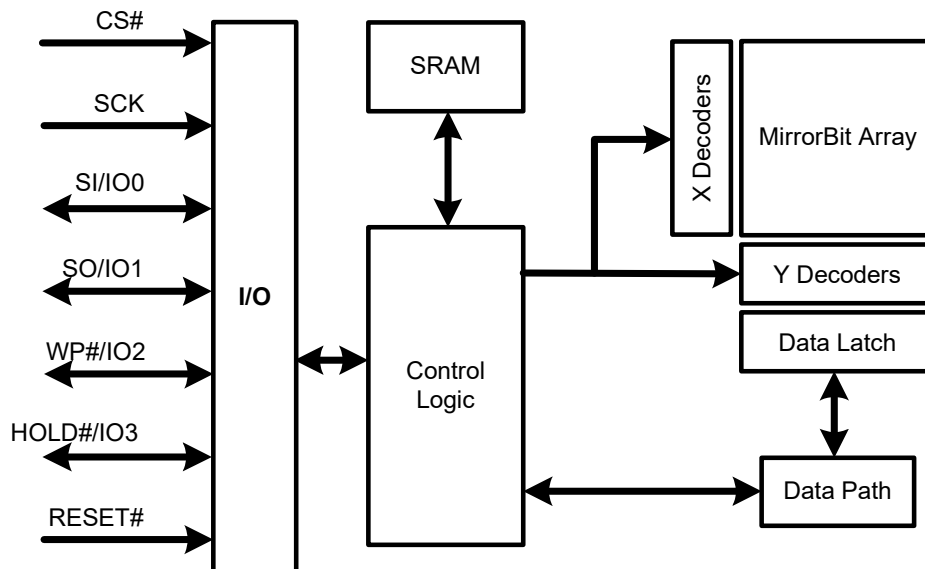 CS#
SCK
SI/IO0
SO/IO1
WP#/IO2
HOLD#/IO3
RESET#
I/O
SRAM
Control
Logic
X Decoders
MirrorBit Array
Y Decoders
Data Latch
Data Path